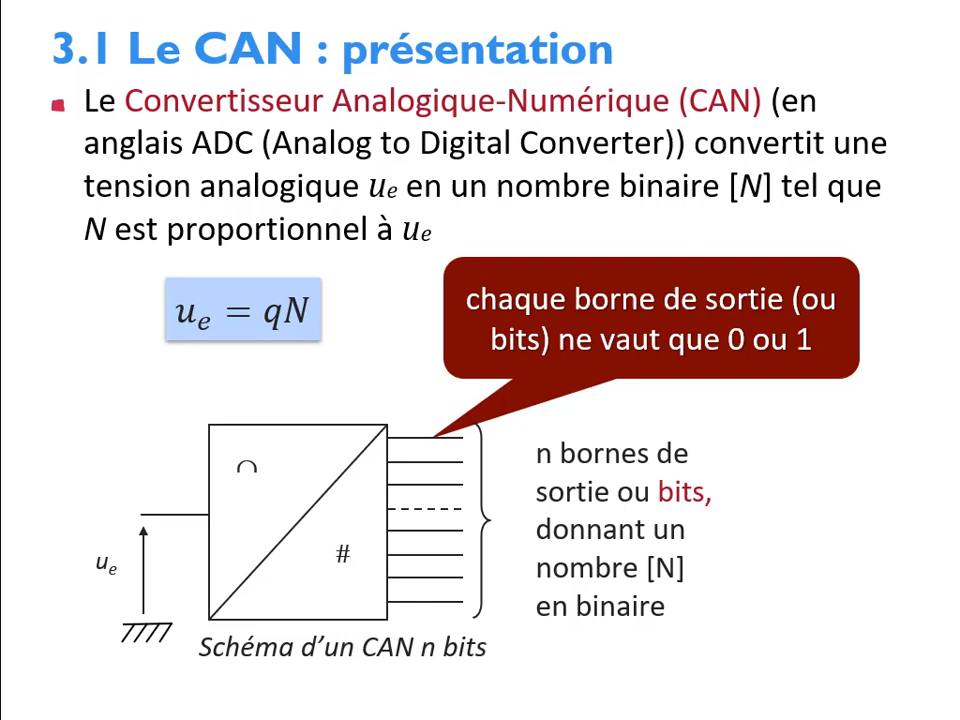 3.1 Le CAN : présentation
Le Convertisseur Analogique-Numérique (CAN) (en
anglais ADC (Analog to Digital Converter)) convertit une
tension analogique uₑ en un nombre binaire [N] tel que
N est proportionnel à uₑ
uₑ = qN
chaque borne de sortie (ou
bits) ne vaut que 0 ou 1
n bornes de
sortie ou bits,
donnant un
nombre [N]
en binaire
∩
#
uₑ
Schéma d’un CAN n bits